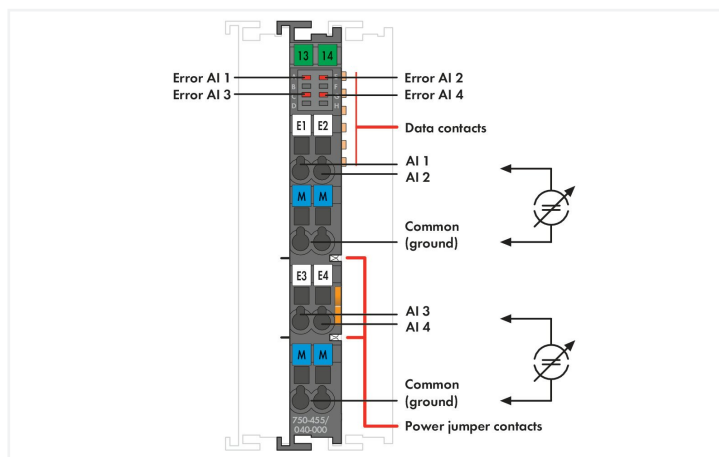 13 14
Error AI 1
Error AI 2
Error AI 3
Error AI 4
D H
E1 E2
Data contacts
AI 1
AI 2
M M
Common
(ground)
E3 E4
AI 3
AI 4
M M
Common
(ground)
750-455/
040-000
Power jumper contacts